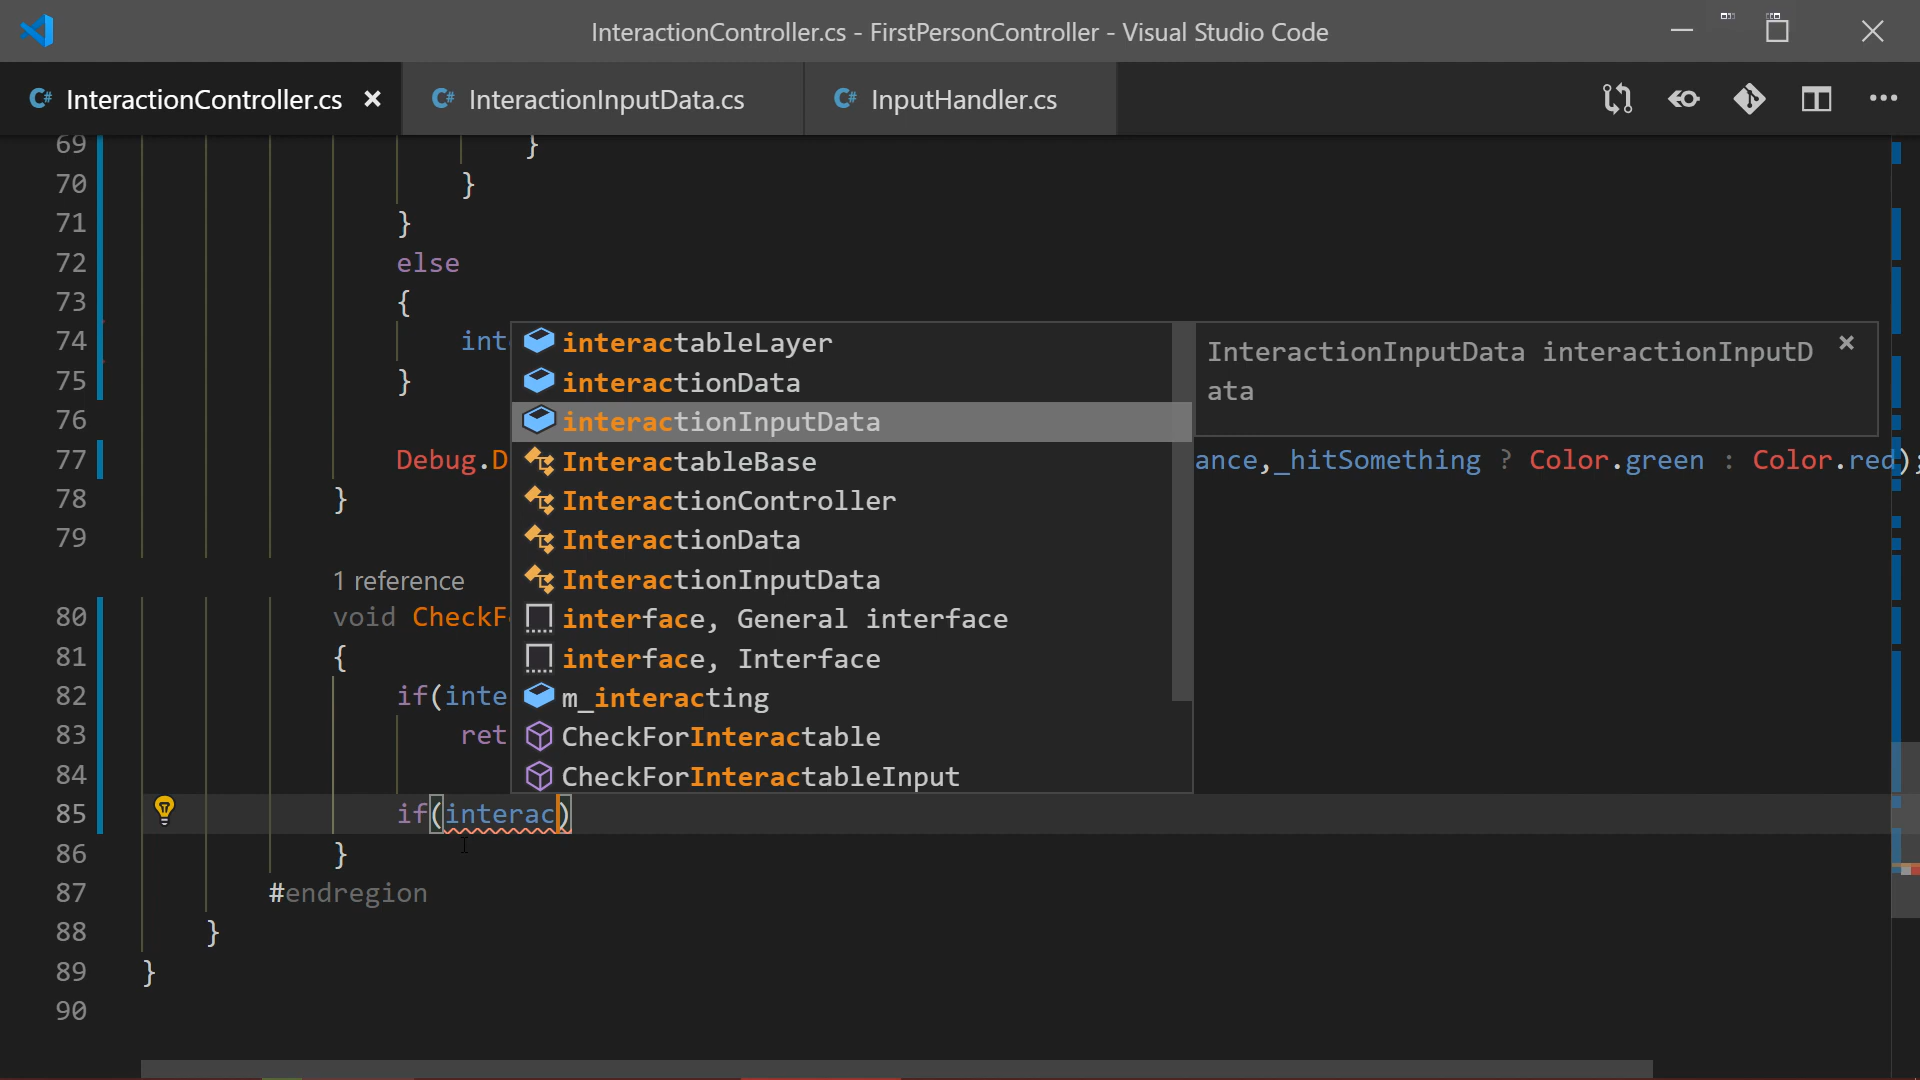 InteractionController.cs - FirstPersonController - Visual Studio Code
InteractionController.cs
InteractionInputData.cs
InputHandler.cs
69 }
70 }
71 }
72 else
73 {
74 int
75 }
76
77 Debug.D ance,_hitSomething ? Color.green : Color.red);
78 }
79
1 reference
80 void CheckF
81 {
82 if(inte
83 ret
84
85 if(interac)
86 }
87 #endregion
88 }
89 }
90
interactableLayer
interactionData
interactionInputData
InteractableBase
InteractionController
InteractionData
InteractionInputData
interface, General interface
interface, Interface
m_interacting
CheckForInteractable
CheckForInteractableInput
InteractionInputData interactionInputD
ata